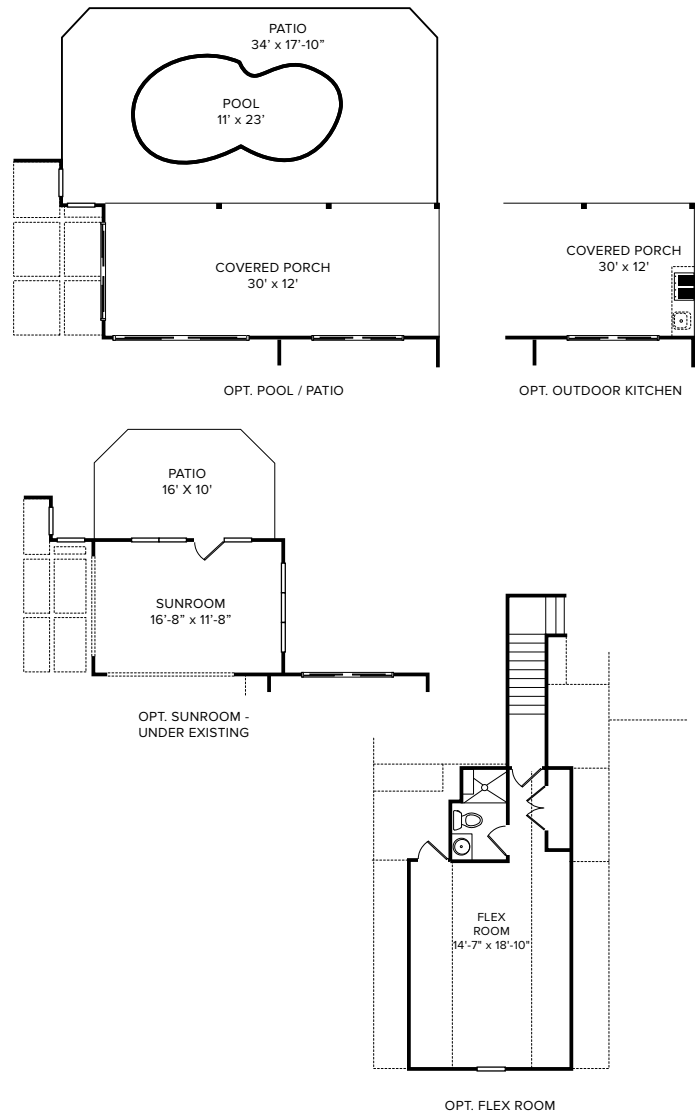 PATIO
34' x 17'-10”
POOL
11’ x 23’
COVERED PORCH
30' x 12'
OPT. POOL / PATIO
COVERED PORCH
30' x 12'
OPT. OUTDOOR KITCHEN
PATIO
16' X 10'
SUNROOM
16’-8” x 11’-8”
OPT. SUNROOM -
UNDER EXISTING
FLEX
ROOM
14'-7" x 18'-10"
OPT. FLEX ROOM